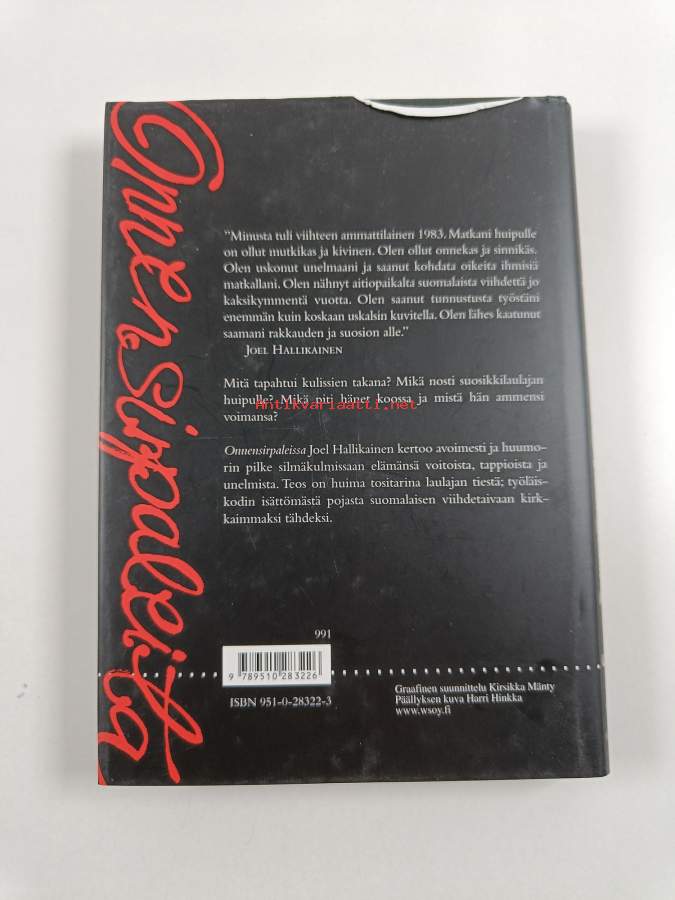 Onnensirpaleita
”Minusta tuli viihteen ammattilainen 1983. Matkani huipulle
on ollut mutkikas ja kivinen. Olen ollut onnekas ja sinnikäs.
Olen uskonut unelmaani ja saanut kohdata oikeita ihmisiä
matkallani. Olen nähnyt aitiopaikalta suomalaista viihdettä jo
kaksikymmentä vuotta. Olen saanut tunnustusta työstäni
enemmän kuin koskaan uskalsin kuvitella. Olen lähes kaatunut
saamani rakkauden ja suosion alle.”
JOEL HALLIKAINEN
Mitä tapahtui kulissien takana? Mikä nosti suosikkilaulajan
huipulle? Mikä piti hänet koossa ja mistä hän ammensi
Antikvariaatti.net
voimansa?
Onnensirpaleissa Joel Hallikainen kertoo avoimesti ja huumo-
rin pilke silmäkulmissaan elämänsä voitoista, tappioista ja
unelmista. Teos on huima tositarina laulajan tiestä; työläis-
kodin isättömästä pojasta suomalaisen viihdetaivaan kirk-
kaimmaksi tähdeksi.
991
9 789510 283226
ISBN 951-0-28322-3
Graafinen suunnittelu Kirsikka Mänty
Päällyksen kuva Harri Hinkka
www.wsoy.fi